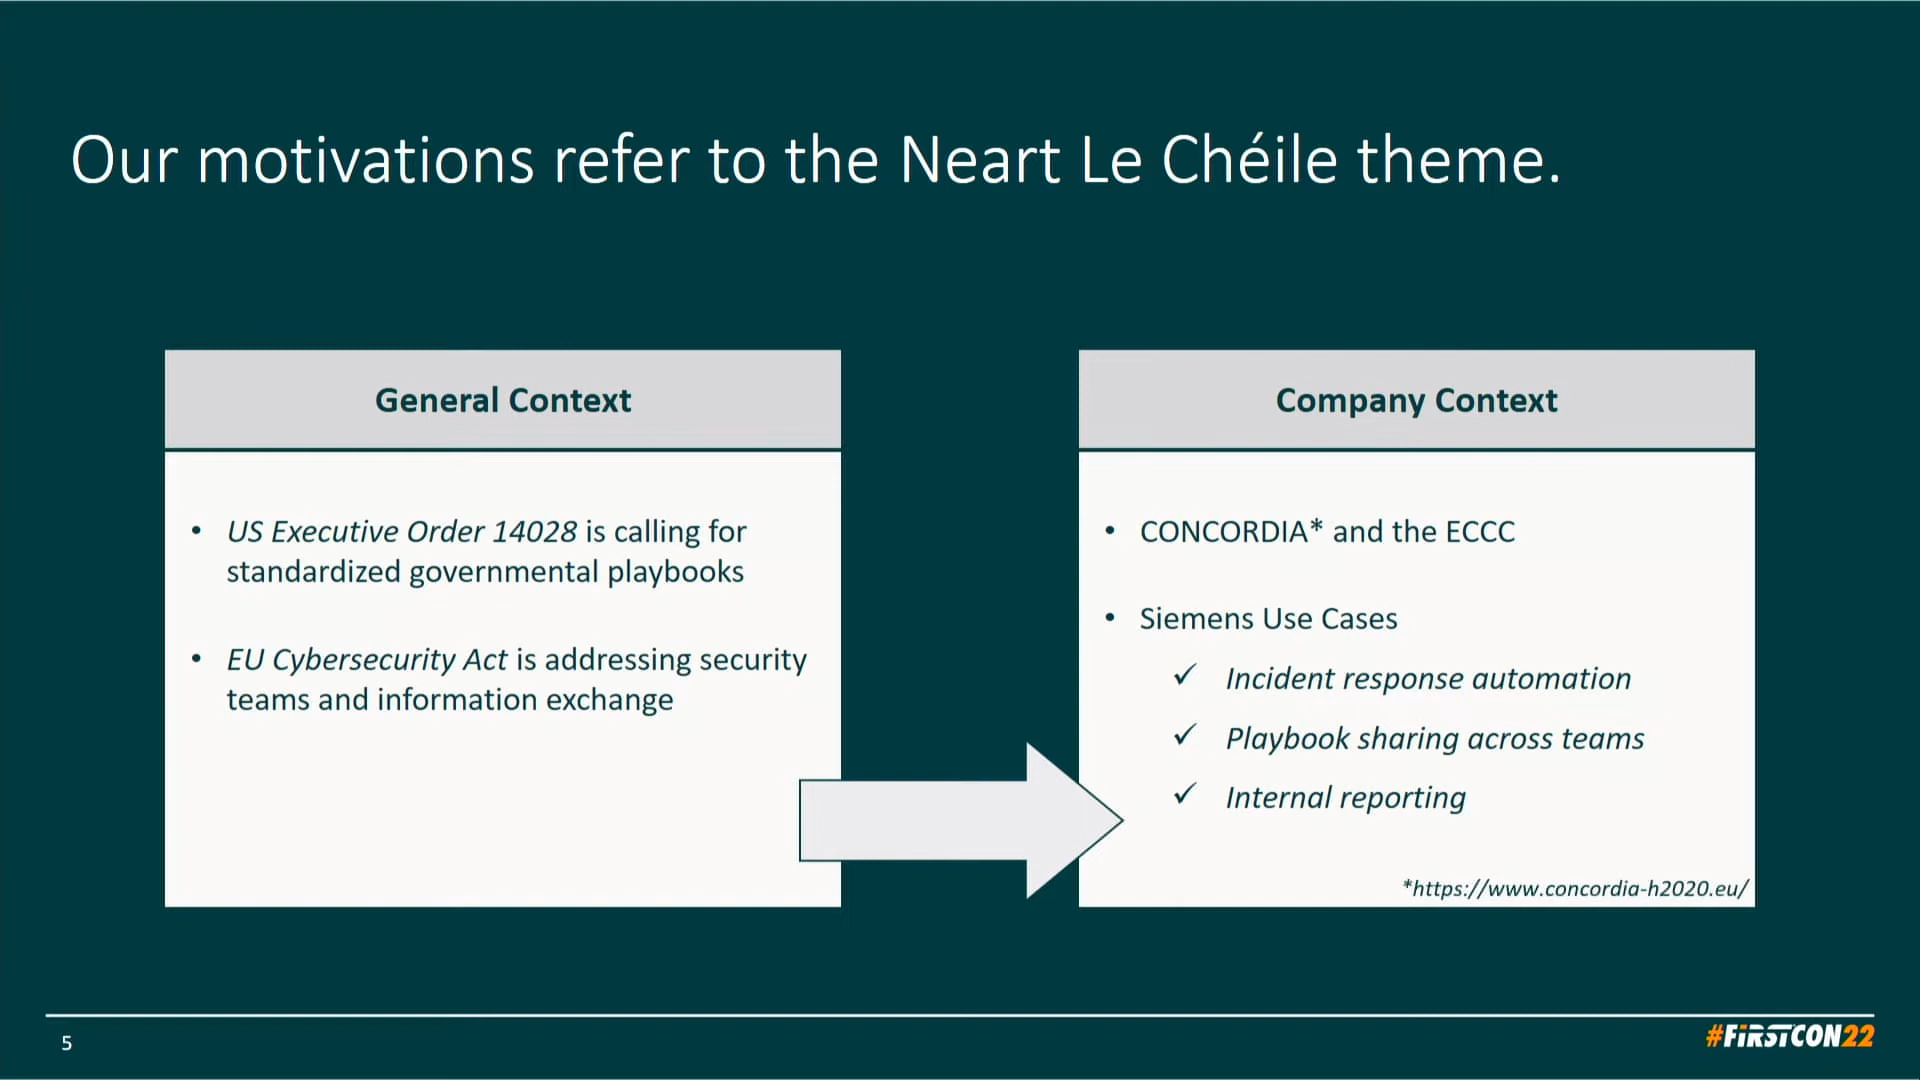 Our motivations refer to the Neart Le Chéile theme.
General Context
• US Executive Order 14028 is calling for
standardized governmental playbooks
• EU Cybersecurity Act is addressing security
teams and information exchange
Company Context
• CONCORDIA* and the ECCC
• Siemens Use Cases
✓ Incident response automation
✓ Playbook sharing across teams
✓ Internal reporting
*https://www.concordia-h2020.eu/
5
#FiRSTCON22